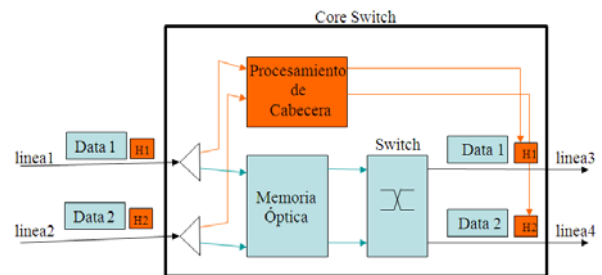 Core Switch
Procesamiento
de
Cabecera
Switch
Data 1
H1
linea1
Data 1
H1
linea3
Memoria
Óptica
Data 2
H2
linea2
Data 2
H2
linea4